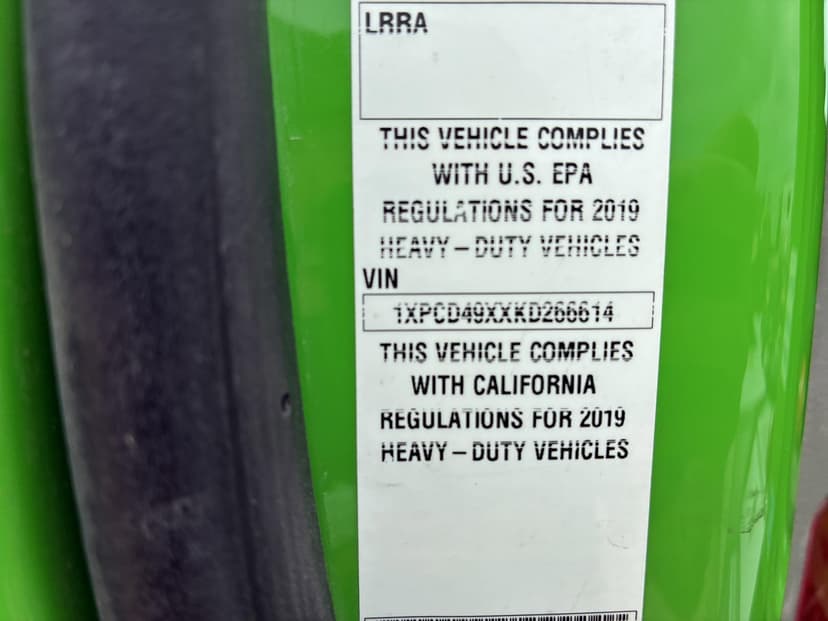 LRRA
THIS VEHICLE COMPLIES
WITH U.S. EPA
REGULATIONS FOR 2019
HEAVY – DUTY VEHICLES
VIN
1XPCD49XXKD266614
THIS VEHICLE COMPLIES
WITH CALIFORNIA
REGULATIONS FOR 2019
HEAVY – DUTY VEHICLES